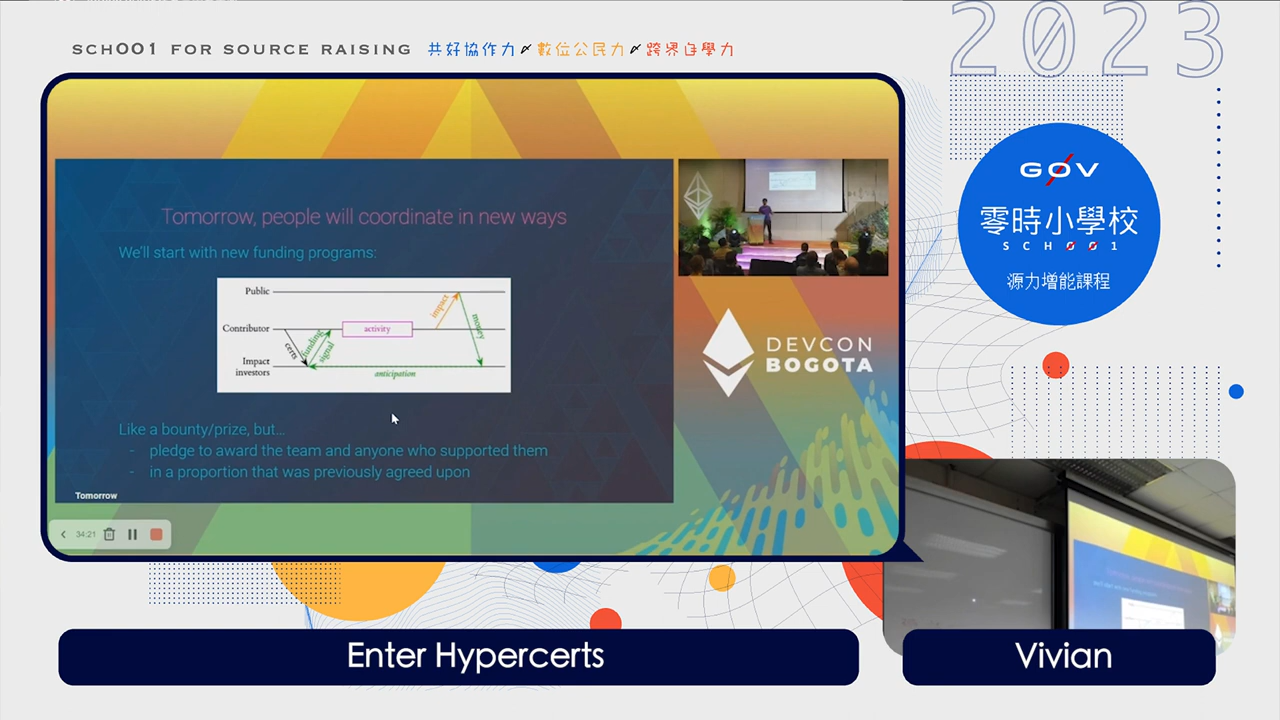 SCH001 FOR SOURCE RAISING 共好協作力 數位公民力 跨界自學力
2023
G0V
零時小學校
SCH001
源力增能課程
Tomorrow, people will coordinate in new ways
We'll start with new funding programs:
Public
Contributor
Impact
investors
certs
funding
signal
activity
impact
money
anticipation
Like a bounty/prize, but...
- pledge to award the team and anyone who supported them
- in a proportion that was previously agreed upon
Tomorrow
DEVCON
BOGOTA
34:21
Enter Hypercerts
Vivian